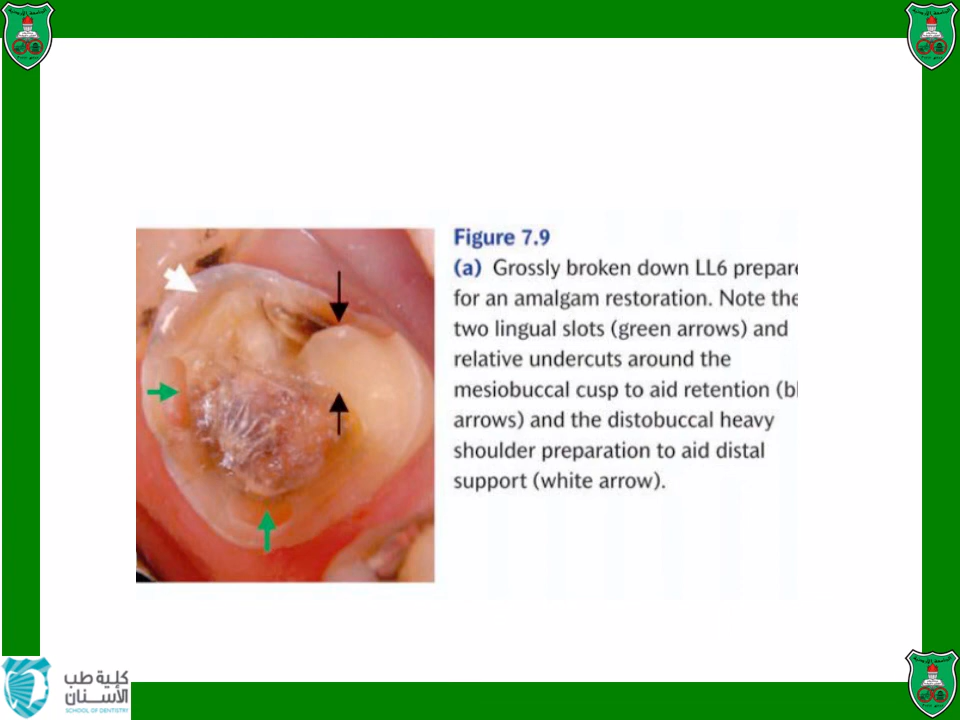 Figure 7.9
(a) Grossly broken down LL6 prepare
for an amalgam restoration. Note the
two lingual slots (green arrows) and
relative undercuts around the
mesiobuccal cusp to aid retention (bl
arrows) and the distobuccal heavy
shoulder preparation to aid distal
support (white arrow).
كلية طب
الأسنان
SCHOOL OF DENTISTRY